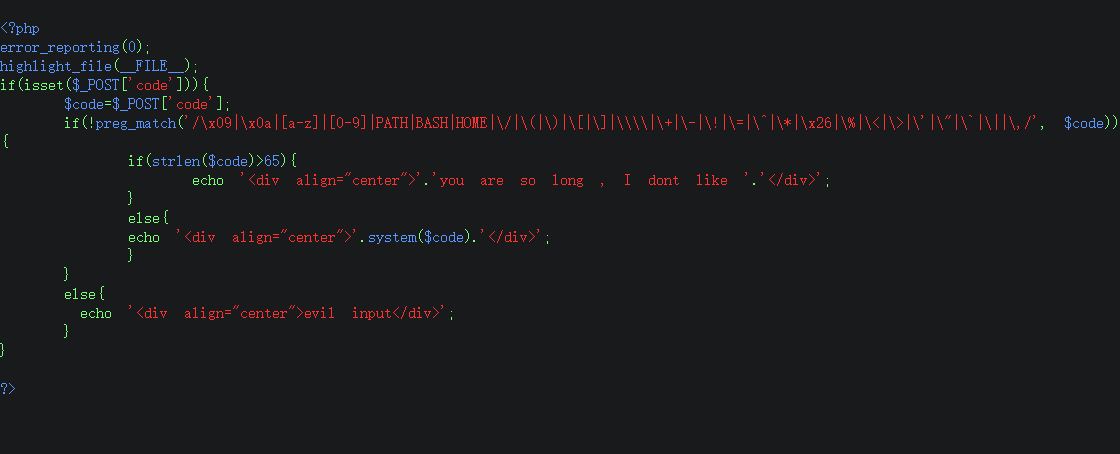 <?php
error_reporting(0);
highlight_file(__FILE__);
if(isset($_POST['code'])){
$code=$_POST['code'];
if(!preg_match('/\x09|\x0a|[a-z]|[0-9]|PATH|BASH|HOME|\/|\(|\)|\[|\]|\\\\|\+|\-|\!|\=|\^|\*|\x26|\%|\<|\>|\'|\"|\`|\||\,/', $code))
{
if(strlen($code)>65){
echo '<div align="center">'.'you are so long , I dont like '.'</div>';
}
else{
echo '<div align="center">'.system($code).'</div>';
}
}
else{
echo '<div align="center">evil input</div>';
}
}
?>